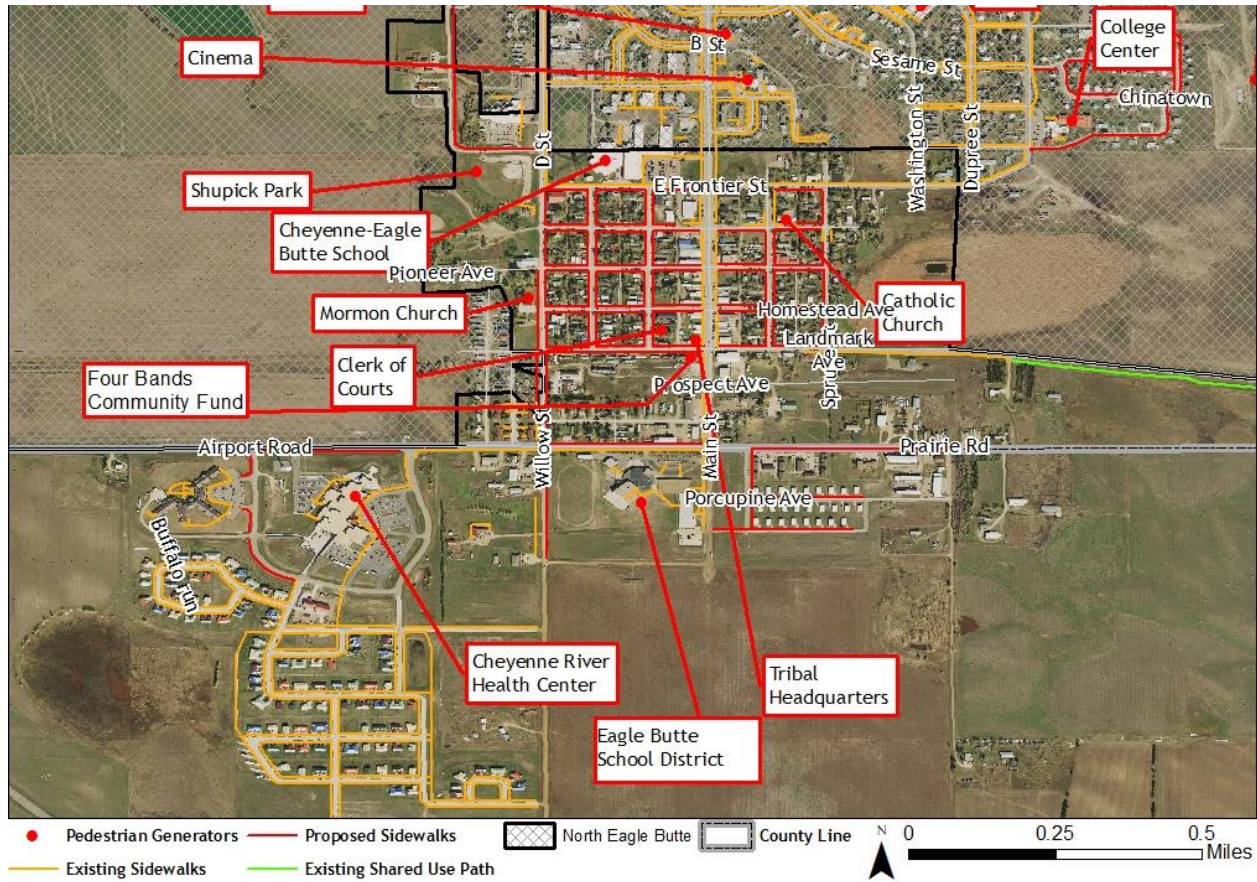 B St
Cinema
College
Center
Sesame St
Chinatown
Washington St
Dupree St
D St
Shupick Park
E Frontier St
Cheyenne-Eagle
Butte School
Pioneer Ave
Mormon Church
Homestead Ave
Catholic
Church
Landmark
Ave
Clerk of
Courts
Four Bands
Community Fund
Prospect Ave
Spruce St
Airport Road
Willow St
Main St
Prairie Rd
Porcupine Ave
Buffalo run
Cheyenne River
Health Center
Tribal
Headquarters
Eagle Butte
School District
Pedestrian Generators
Proposed Sidewalks
North Eagle Butte
County Line
Existing Sidewalks
Existing Shared Use Path
N
0 0.25 0.5
Miles